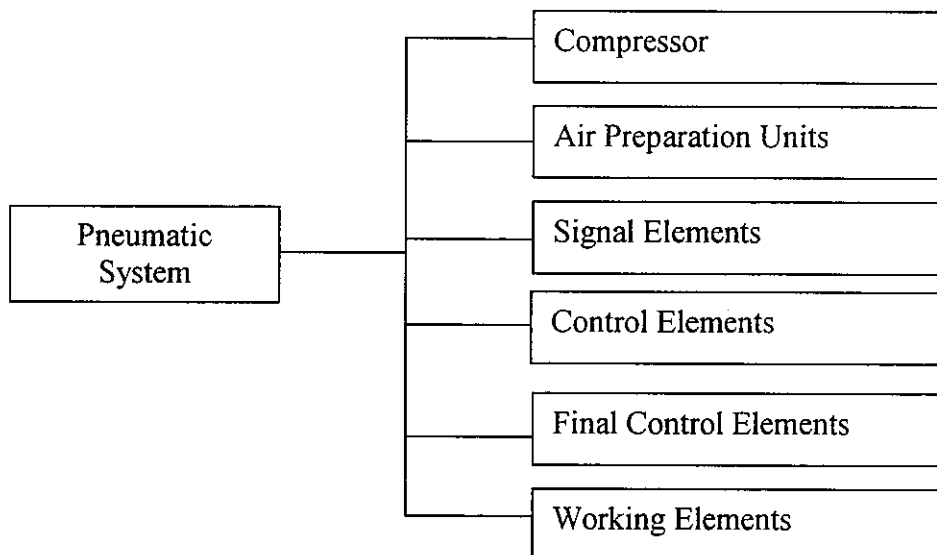 Compressor
Air Preparation Units
Signal Elements
Pneumatic
System
Control Elements
Final Control Elements
Working Elements